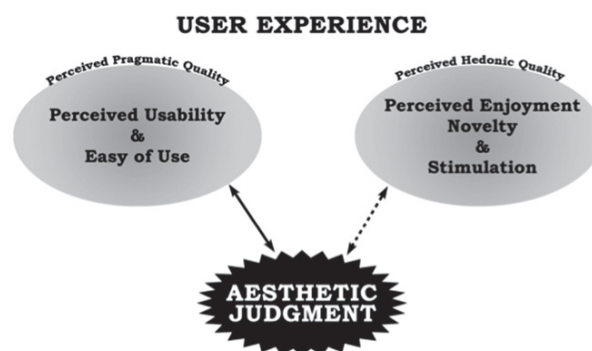 USER EXPERIENCE
Perceived Pragmatic Quality
Perceived Usability
&
Easy of Use
Perceived Hedonic Quality
Perceived Enjoyment
Novelty
&
Stimulation
AESTHETIC
JUDGMENT